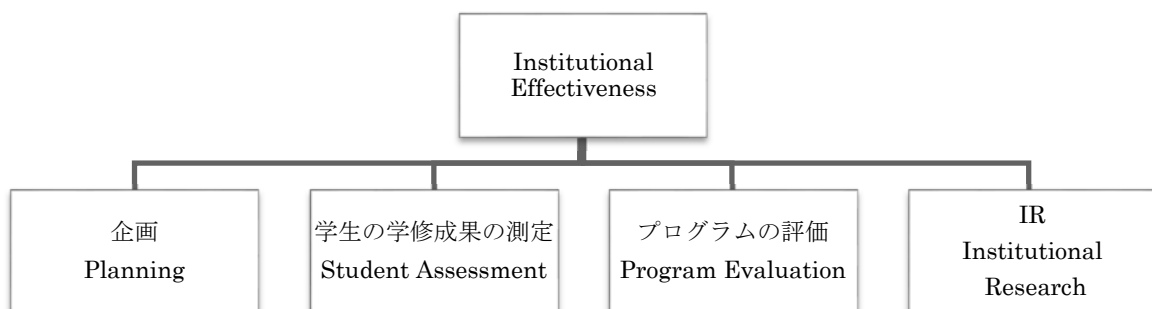 Institutional
Effectiveness
企画
Planning
学生の学修成果の測定
Student Assessment
プログラムの評価
Program Evaluation
IR
Institutional
Research